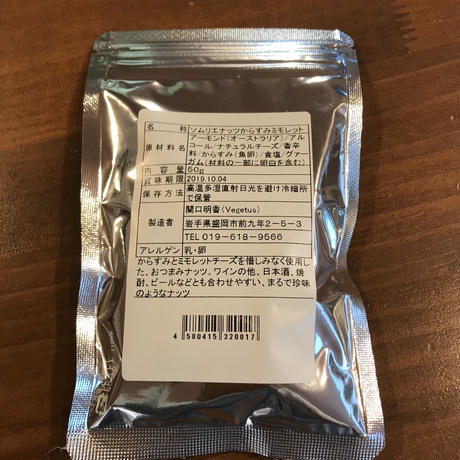 名称 ソムリエナッツからすみミモレット
アーモンド(オーストラリア)/アル
原材料名 コール/ナチュラルチーズ/香辛
料/からすみ(魚卵)/食塩/グァー
ガム(材料の一部に卵白を含む)
内容量 50g
賞味期限 2019.10.04
保存方法 高温多湿直射日光を避け冷暗所
で保管
関口明香(Vegetus)
製造者 岩手県盛岡市前九年2-5-3
TEL 019-618-9566
アレルゲン 乳・卵
からすみとミモレットチーズを惜しみなく使用し
た、おつまみナッツ。ワインの他、日本酒、焼
酎、ビールなどとも合わせやすい、まるで珍味
のようなナッツ
4 580415 320017